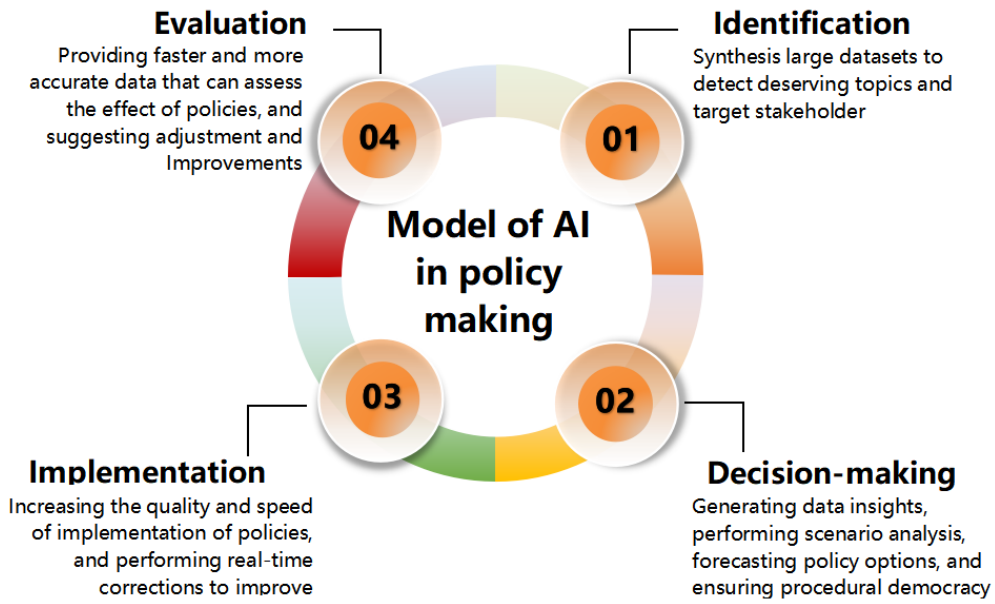 Evaluation
Providing faster and more
accurate data that can assess
the effect of policies, and
suggesting adjustment and
Improvements
04
Identification
Synthesis large datasets to
detect deserving topics and
target stakeholder
01
Model of AI
in policy
making
03
Implementation
Increasing the quality and speed
of implementation of policies,
and performing real-time
corrections to improve
02
Decision-making
Generating data insights,
performing scenario analysis,
forecasting policy options, and
ensuring procedural democracy